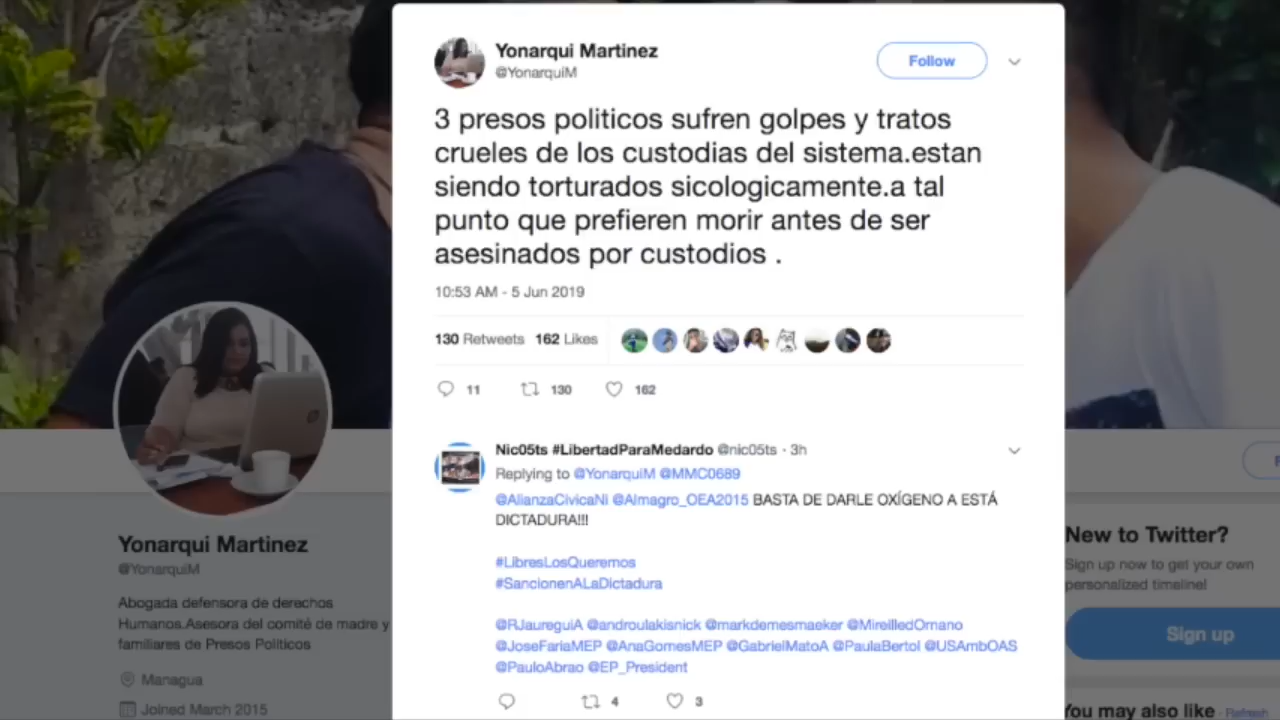 Yonarqui Martinez
@YonarquiM
Follow
3 presos politicos sufren golpes y tratos
crueles de los custodias del sistema.estan
siendo torturados sicologicamente.a tal
punto que prefieren morir antes de ser
asesinados por custodios .
10:53 AM - 5 Jun 2019
130 Retweets 162 Likes
11 130 162
Nic05ts #LibertadParaMedardo @nic05ts · 3h
Replying to @YonarquiM @MMC0689
@AlianzaCivicaNi @Almagro_OEA2015 BASTA DE DARLE OXÍGENO A ESTÁ
DICTADURA!!!
#LibresLosQueremos
#SancionenALaDictadura
@RJaureguiA @androulakisnick @markdemesmaeker @MireilledOrnano
@JoseFariaMEP @AnaGomesMEP @GabrielMatoA @PaulaBertol @USAmbOAS
@PauloAbrao @EP_President
4 3
Yonarqui Martinez
@YonarquiM
Abogada defensora de derechos
Humanos.Asesora del comité de madre y
familiares de Presos Políticos
Managua
Joined March 2015
New to Twitter?
Sign up now to get your own
personalized timeline!
Sign up
You may also like · Refresh